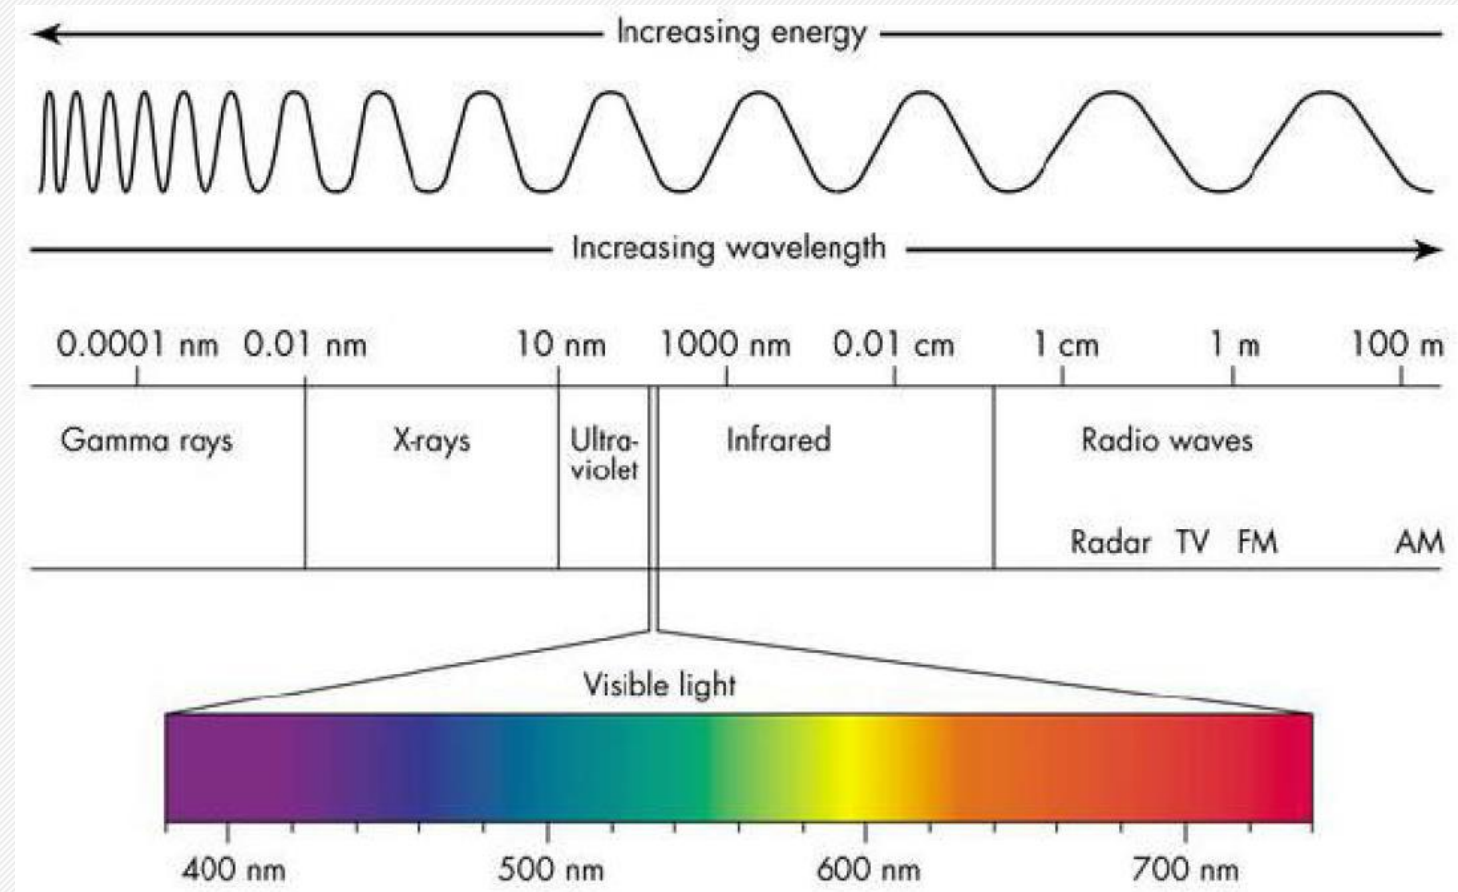 Increasing energy
Increasing wavelength
0.0001 nm 0.01 nm 10 nm 1000 nm 0.01 cm 1 cm 1 m 100 m
Gamma rays X-rays Ultra- Infrared Radio waves
violet
Radar TV FM AM
Visible light
400 nm 500 nm 600 nm 700 nm